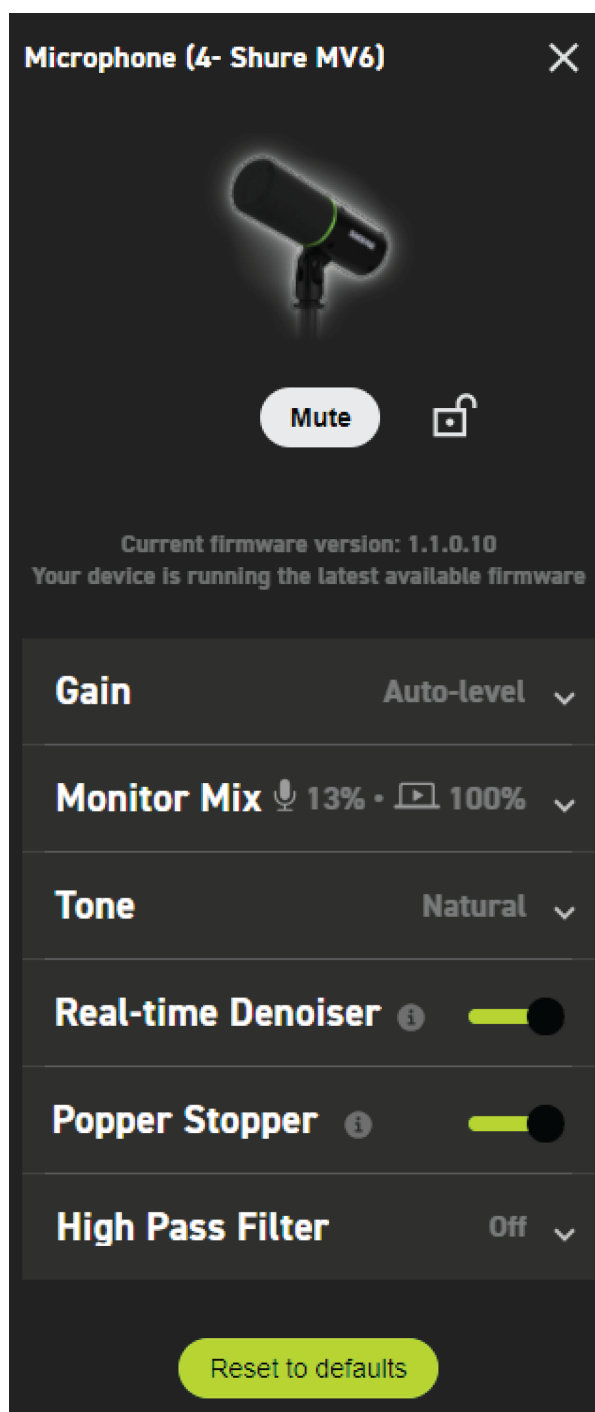 Microphone (4- Shure MV6)
Mute
Current firmware version: 1.1.0.10
Your device is running the latest available firmware
Gain Auto-level
Monitor Mix 13% • 100%
Tone Natural
Real-time Denoiser
Popper Stopper
High Pass Filter Off
Reset to defaults